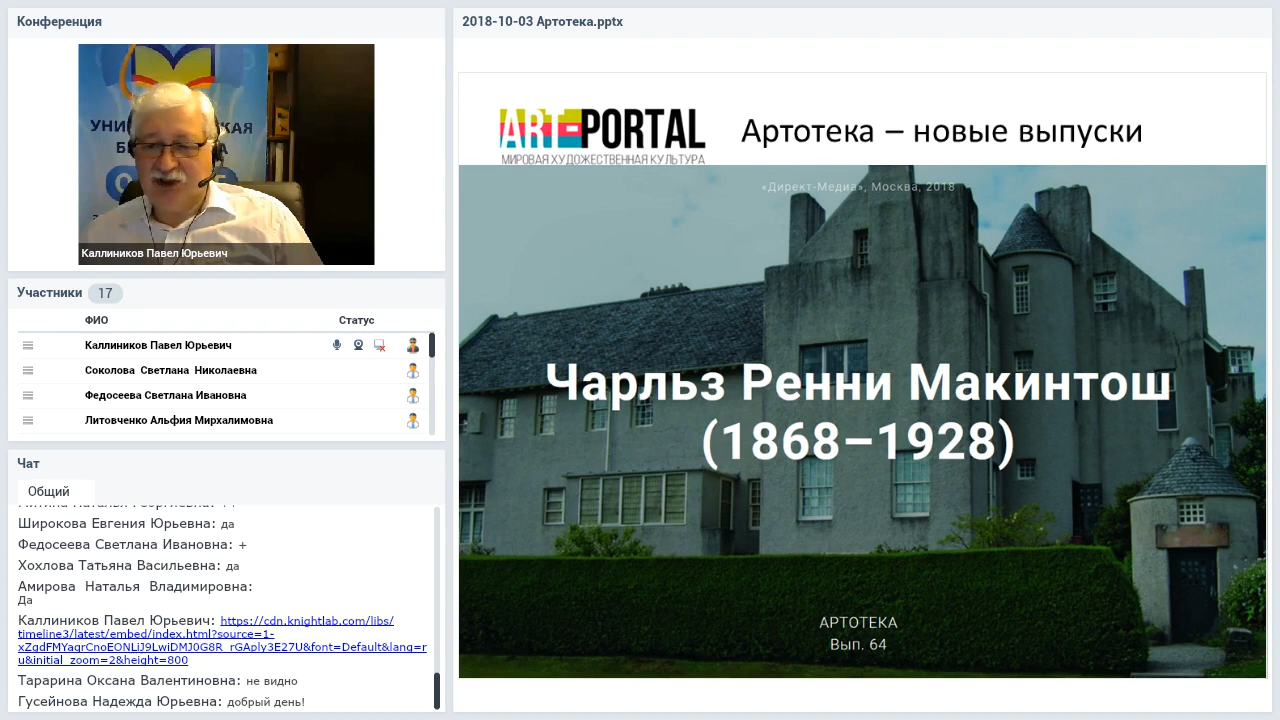 Конференция
Каллиников Павел Юрьевич
Участники 17
ФИО Статус
Каллиников Павел Юрьевич
Соколова Светлана Николаевна
Федосеева Светлана Ивановна
Литовченко Альфия Мирхалимовна
Чат
Общий
Широкова Евгения Юрьевна: да
Федосеева Светлана Ивановна: +
Хохлова Татьяна Васильевна: да
Амирова Наталья Владимировна:
Да
Каллиников Павел Юрьевич: https://cdn.knightlab.com/libs/
timeline3/latest/embed/index.html?source=1-
xZgdFMYagrCnoEONLiJ9LwiDMJ0G8R_rGAply3E27U&font=Default&lang=r
u&initial_zoom=2&height=800
Тарарина Оксана Валентиновна: не видно
Гусейнова Надежда Юрьевна: добрый день!
2018-10-03 Артотека.pptx
ART-PORTAL
МИРОВАЯ ХУДОЖЕСТВЕННАЯ КУЛЬТУРА
Артотека – новые выпуски
«Директ-Медиа», Москва, 2018
Чарльз Ренни Макинтош
(1868–1928)
АРТОТЕКА
Вып. 64